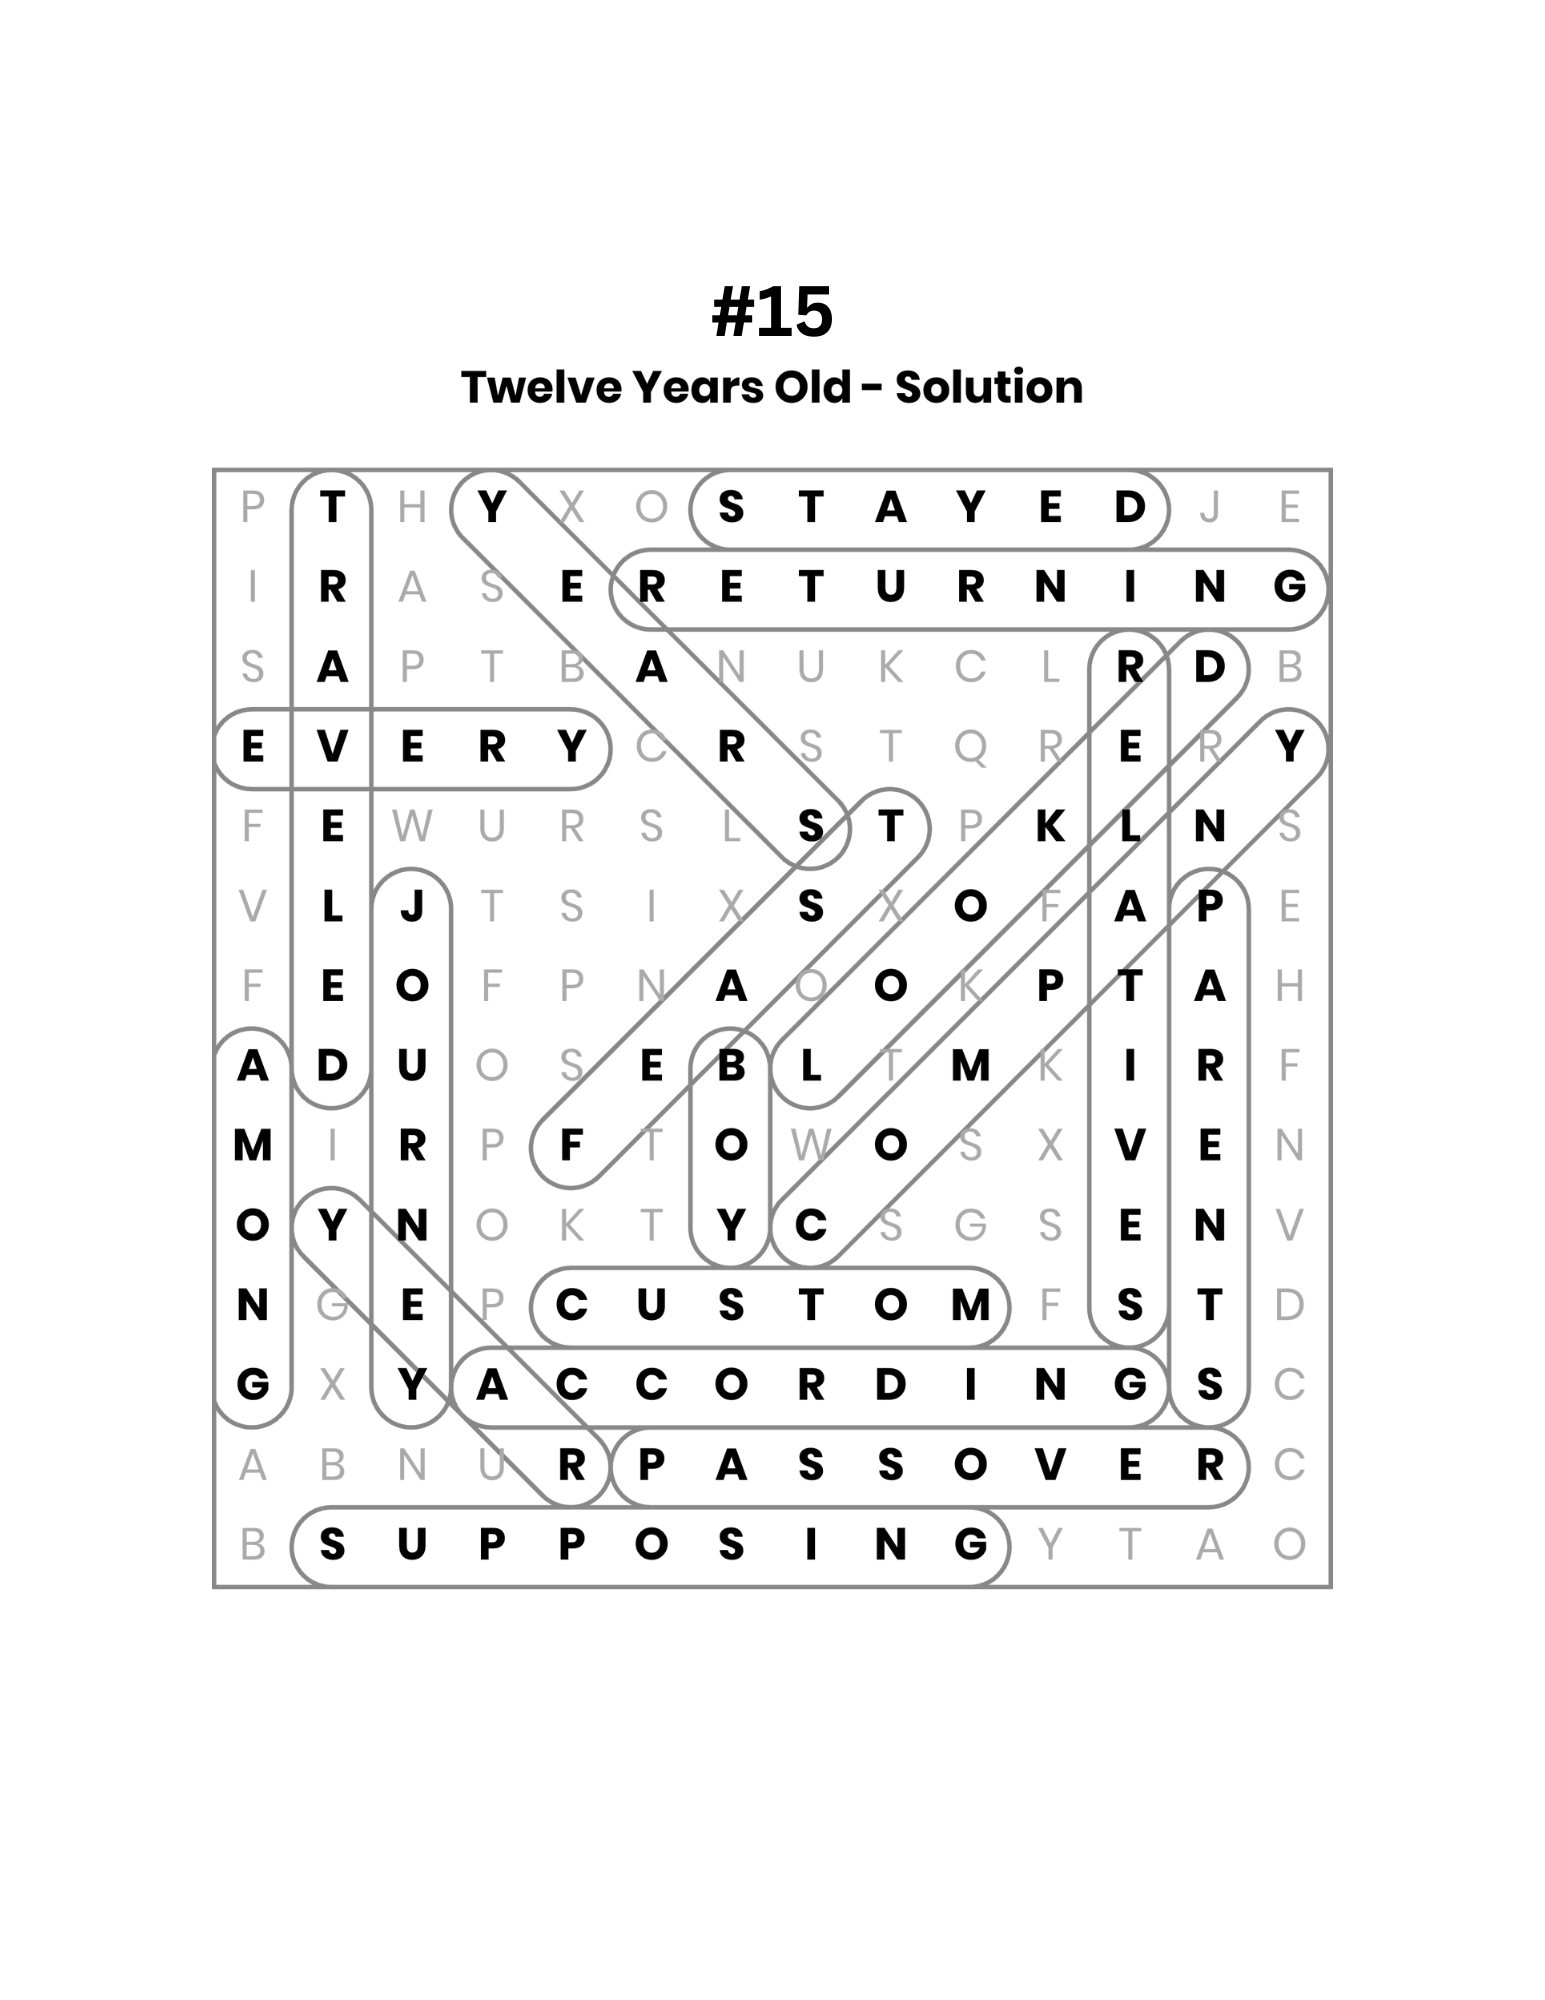 #15
Twelve Years Old - Solution
P T H Y X O S T A Y E D J E
I R A S E R E T U R N I N G
S A P T B A N U K C L R D B
E V E R Y C R S T Q R E R Y
F E W U R S L S T P K L N S
V L J T S I X S X O F A P E
F E O F P N A O O K P T A H
A D U O S E B L T M K I R F
M I R P F T O W O S X V E N
O Y N O K T Y C S G S E N V
N G E P C U S T O M F S T D
G X Y A C C O R D I N G S C
A B N U R P A S S O V E R C
B S U P P O S I N G Y T A O